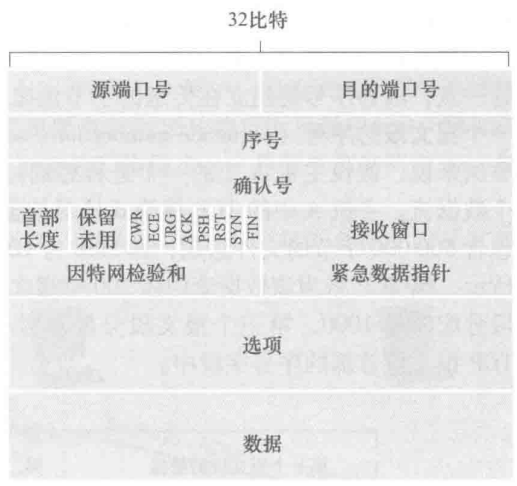 32比特
源端口号 目的端口号
序号
确认号
首部 保留 CWR ECE URG ACK PSH RST SYN FIN 接收窗口
长度 未用
因特网检验和 紧急数据指针
选项
数据